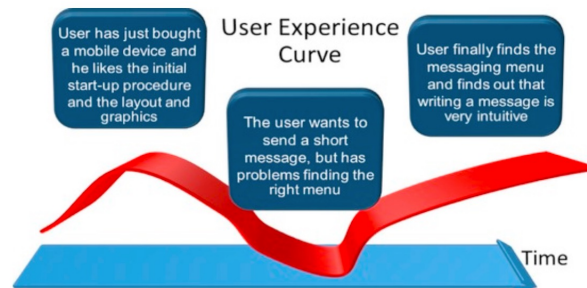 User has just bought
a mobile device and
he likes the initial
start-up procedure
and the layout and
graphics
User Experience
Curve
The user wants to
send a short
message, but has
problems finding the
right menu
User finally finds the
messaging menu
and finds out that
writing a message is
very intuitive
Time